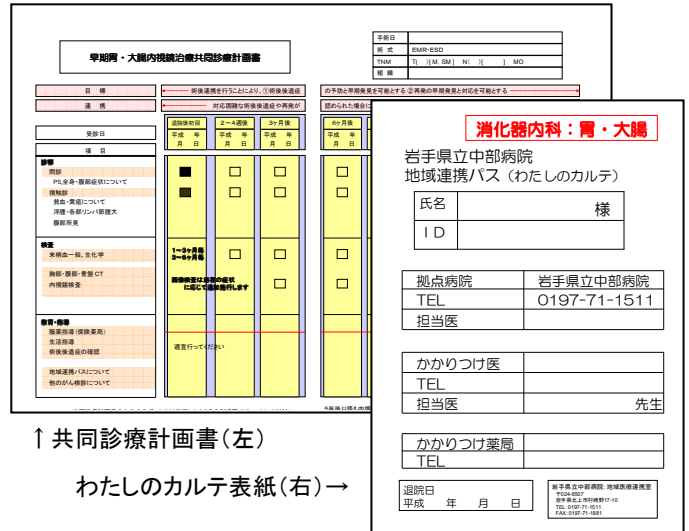 早期胃・大腸内視鏡治療共同診療計画書
手術日
術 式 EMR-ESD
TNM T( )[M, SM] N( )[ ] M0
組 織
目 標 術後連携を行うことにより、①術後後遺症 の予防と早期発見を可能とする ②再発の早期発見と対応を可能とする
連 携 対応困難な術後後遺症や再発が 認められた場合に
受診日 退院後初回 2~4週後 3ヶ月後 6ヶ月後
平成 年 平成 年 平成 年 平成 年
月 日 月 日 月 日 月 日
項 目
診察
問診
PS,全身・腹部症状について
視触診
貧血・黄疸について
浮腫・各部リンパ節腫大
腹部所見
検査
末梢血一般,生化学
1~3ヶ月毎
3~6ヶ月毎
胸部・腹部・骨盤CT
内視鏡検査
画像検査は患者の症状
に応じて追加施行します
教育・指導
服薬指導(保険薬局)
生活指導
術後後遺症の確認
適宜行ってください
地域連携パスについて
他のがん検診について
↑共同診療計画書(左)
わたしのカルテ表紙(右)→
消化器内科:胃・大腸
岩手県立中部病院
地域連携パス(わたしのカルテ)
氏名 様
ID
拠点病院 岩手県立中部病院
TEL 0197-71-1511
担当医
かかりつけ医
TEL
担当医 先生
かかりつけ薬局
TEL
退院日
平成 年 月 日
岩手県立中部病院:地域医療連携室
〒024-8507
岩手県北上市村崎野17-10
TEL:0197-71-1511
FAX:0197-71-1881